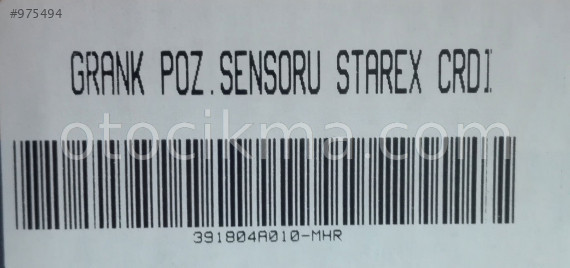 #975494
GRANK POZ.SENSORU STAREX CRDI
otocikma.com
391804A010-MHR